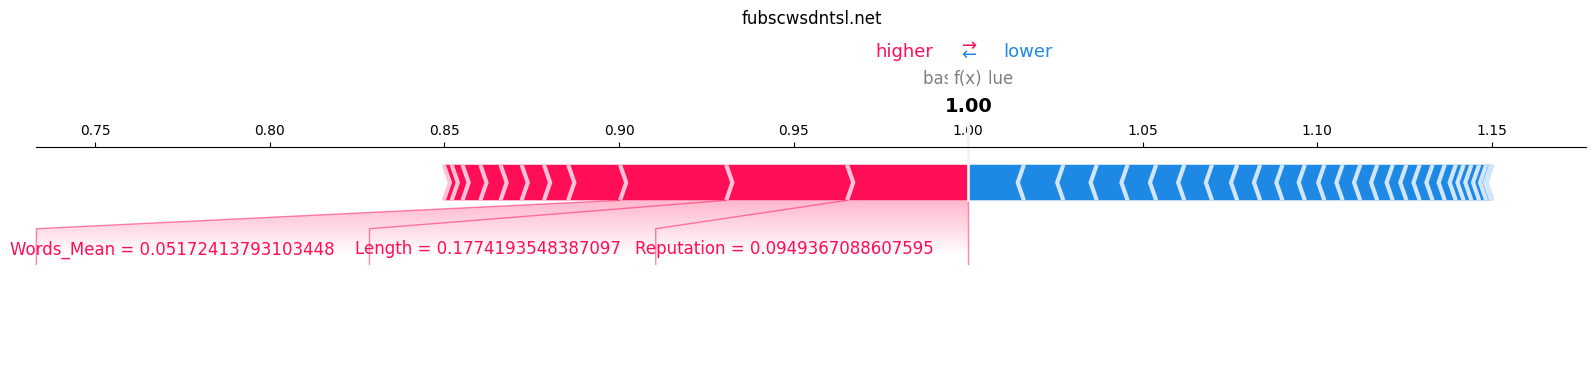 fubscwsdntsl.net
higher ⇄ lower
f(x)
1.00
0.75 0.80 0.85 0.90 0.95 1.00 1.05 1.10 1.15
Words_Mean = 0.05172413793103448 Length = 0.1774193548387097 Reputation = 0.0949367088607595